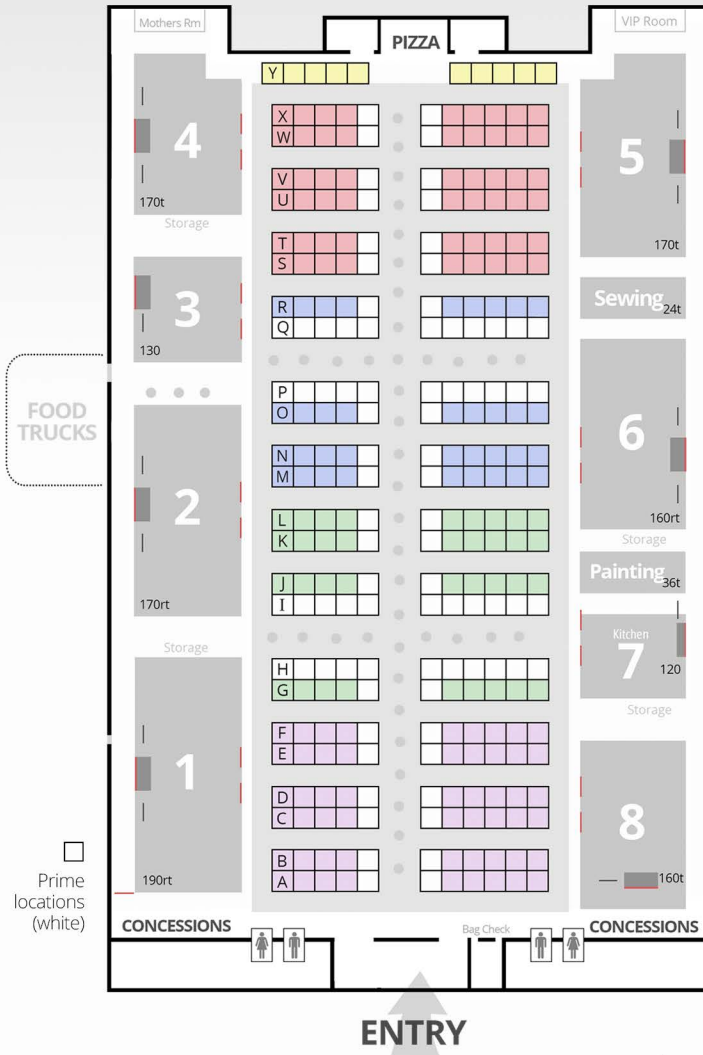 Mothers Rm
PIZZA
VIP Room
Y
X
W
V
U
T
S
R
Q
P
O
N
M
L
K
J
I
H
G
F
E
D
C
B
A
4
170t
Storage
3
130
FOOD
TRUCKS
2
170rt
Storage
1
190rt
5
170t
Sewing
24t
6
160rt
Storage
Painting
36t
Kitchen
7
120
Storage
8
160t
Prime
locations
(white)
CONCESSIONS
Bag Check
CONCESSIONS
ENTRY